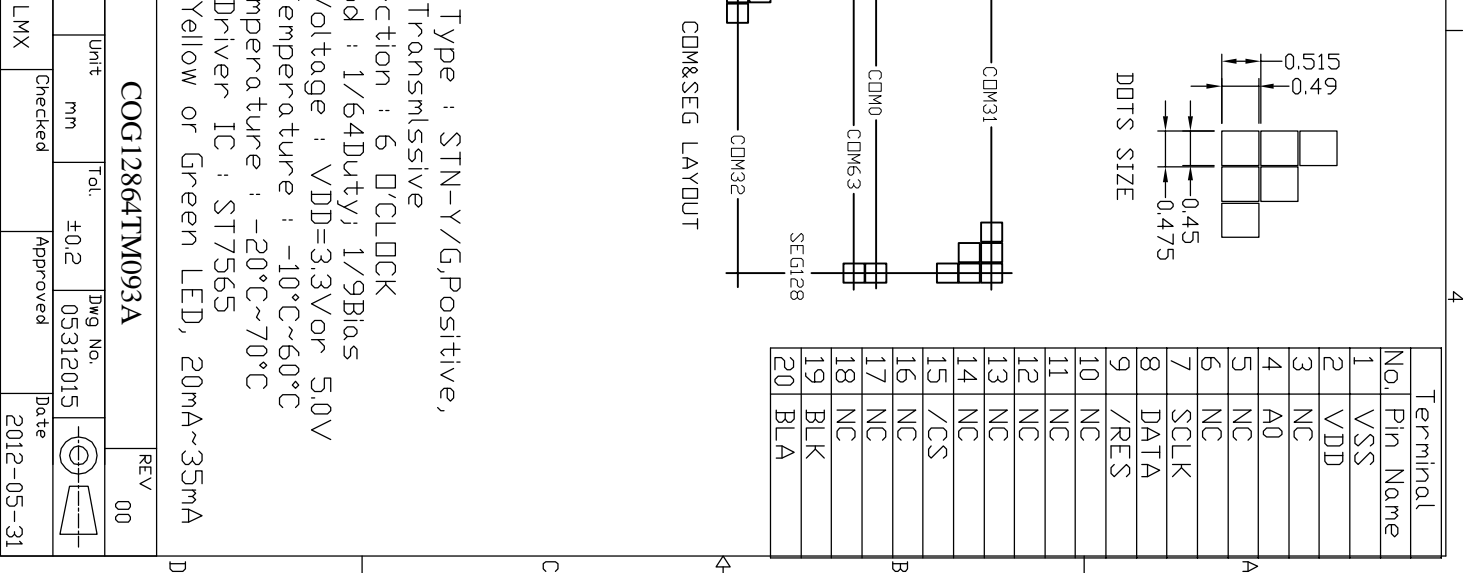 4
A
B
C
D
Terminal
No. Pin Name
1 VSS
2 VDD
3 NC
4 A0
5 NC
6 NC
7 SCLK
8 DATA
9 /RES
10 NC
11 NC
12 NC
13 NC
14 NC
15 /CS
16 NC
17 NC
18 NC
19 BLK
20 BLA
0.515
0.49
0.45
0.475
DOTS SIZE
COM31
COM0
COM63
COM32
SEG128
COM&SEG LAYOUT
Type : STN-Y/G,Positive,
Transmlssive
ction : 6 O'CLOCK
d : 1/64Duty; 1/9Bias
oltage : VDD=3.3Vor 5.0V
emperature : -10°C~60°C
mperature : -20°C~70°C
Driver IC : ST7565
Yellow or Green LED, 20mA~35mA
COG12864TM093A
REV 00
Unit mm Tol. ±0.2 Dwg No. 05312015
LMX Checked Approved Date 2012-05-31